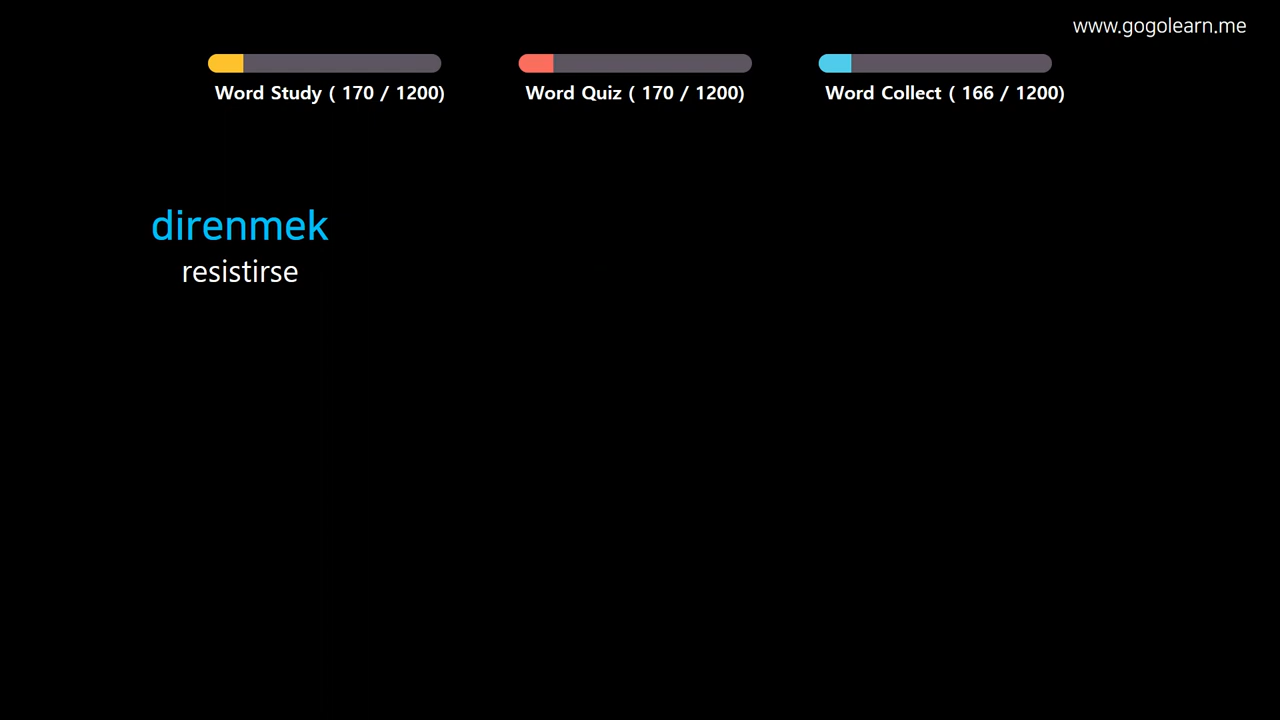 www.gogolearn.me
Word Study ( 170 / 1200)
Word Quiz ( 170 / 1200)
Word Collect ( 166 / 1200)
direnmek
resistirse